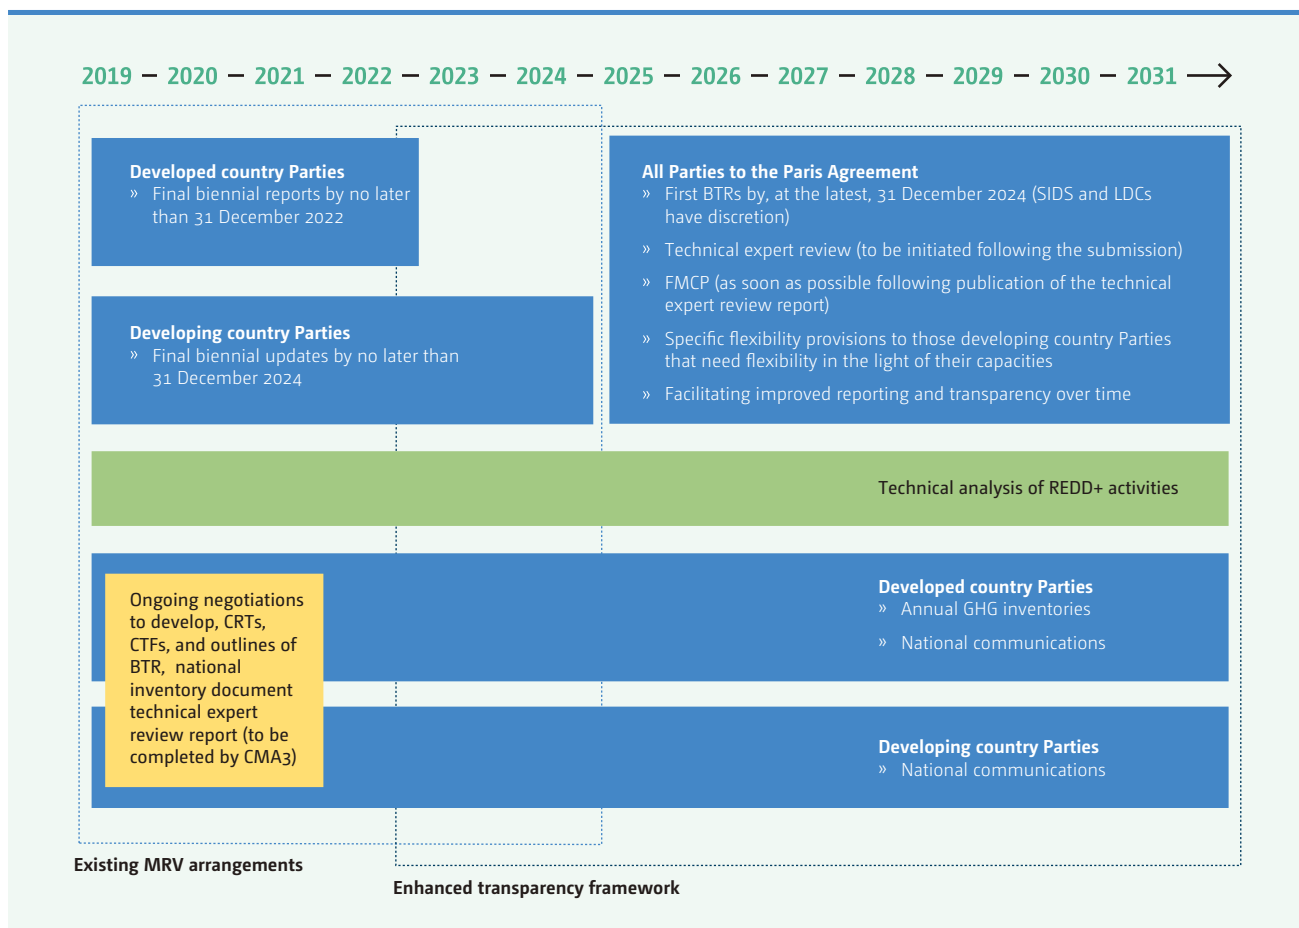 2019 – 2020 – 2021 – 2022 – 2023 – 2024 – 2025 – 2026 – 2027 – 2028 – 2029 – 2030 – 2031
Developed country Parties
» Final biennial reports by no later
than 31 December 2022
Developing country Parties
» Final biennial updates by no later than
31 December 2024
All Parties to the Paris Agreement
» First BTRs by, at the latest, 31 December 2024 (SIDS and LDCs
have discretion)
» Technical expert review (to be initiated following the submission)
» FMCP (as soon as possible following publication of the technical
expert review report)
» Specific flexibility provisions to those developing country Parties
that need flexibility in the light of their capacities
» Facilitating improved reporting and transparency over time
Technical analysis of REDD+ activities
Ongoing negotiations
to develop, CRTs,
CTFs, and outlines of
BTR, national
inventory document
technical expert
review report (to be
completed by CMA3)
Developed country Parties
» Annual GHG inventories
» National communications
Developing country Parties
» National communications
Existing MRV arrangements
Enhanced transparency framework